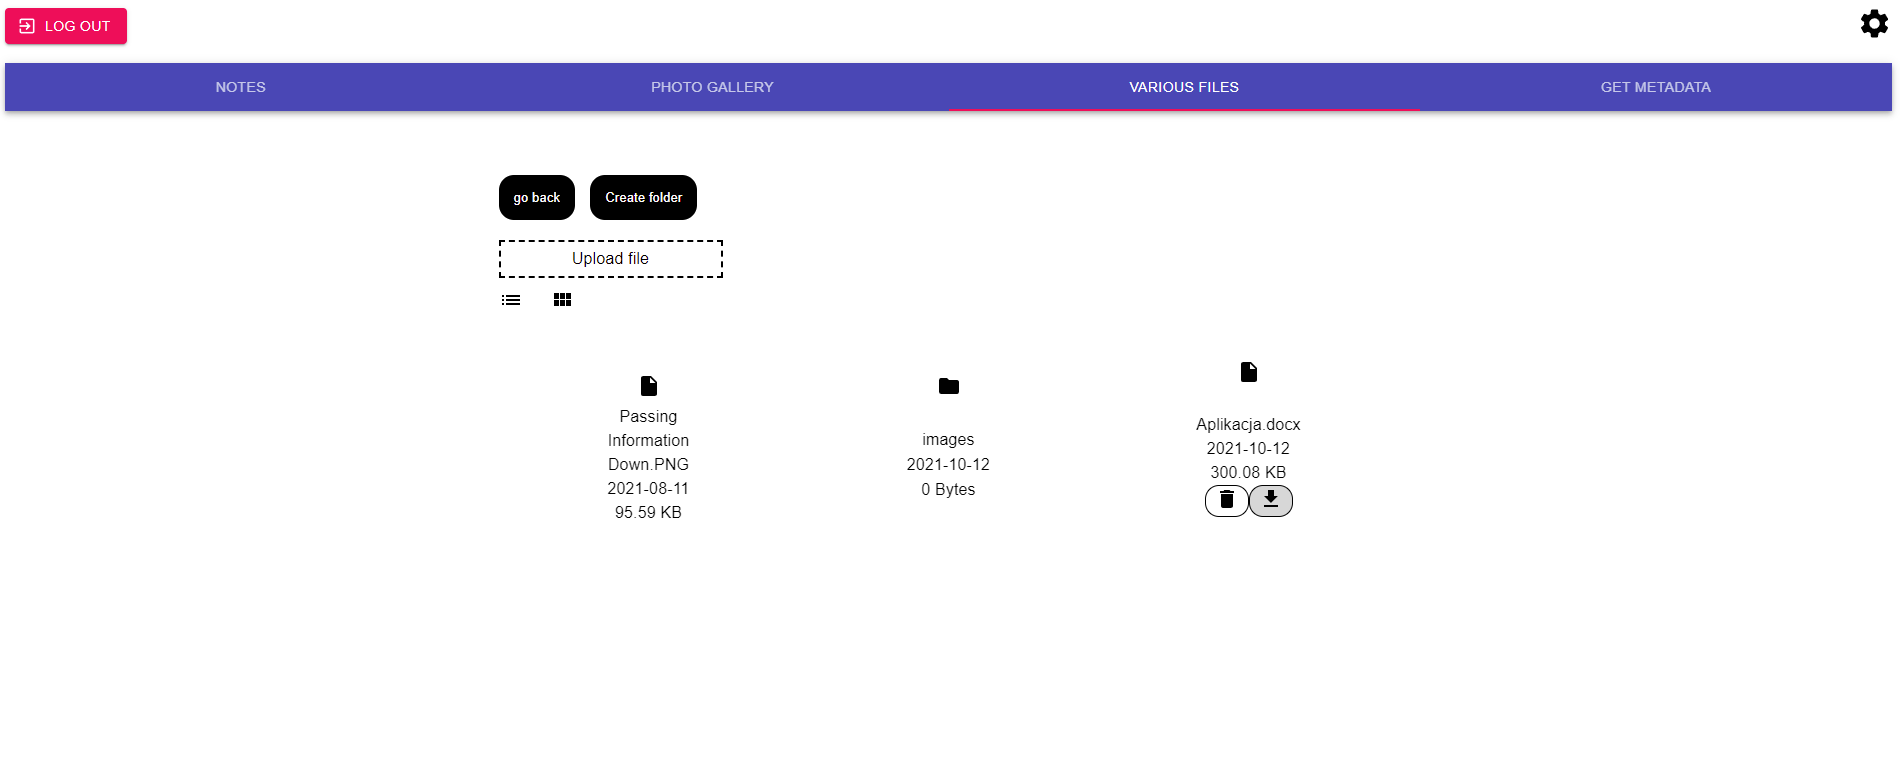 LOG OUT
NOTES
PHOTO GALLERY
VARIOUS FILES
GET METADATA
go back
Create folder
Upload file
Passing
Information
Down.PNG
2021-08-11
95.59 KB
images
2021-10-12
0 Bytes
Aplikacja.docx
2021-10-12
300.08 KB